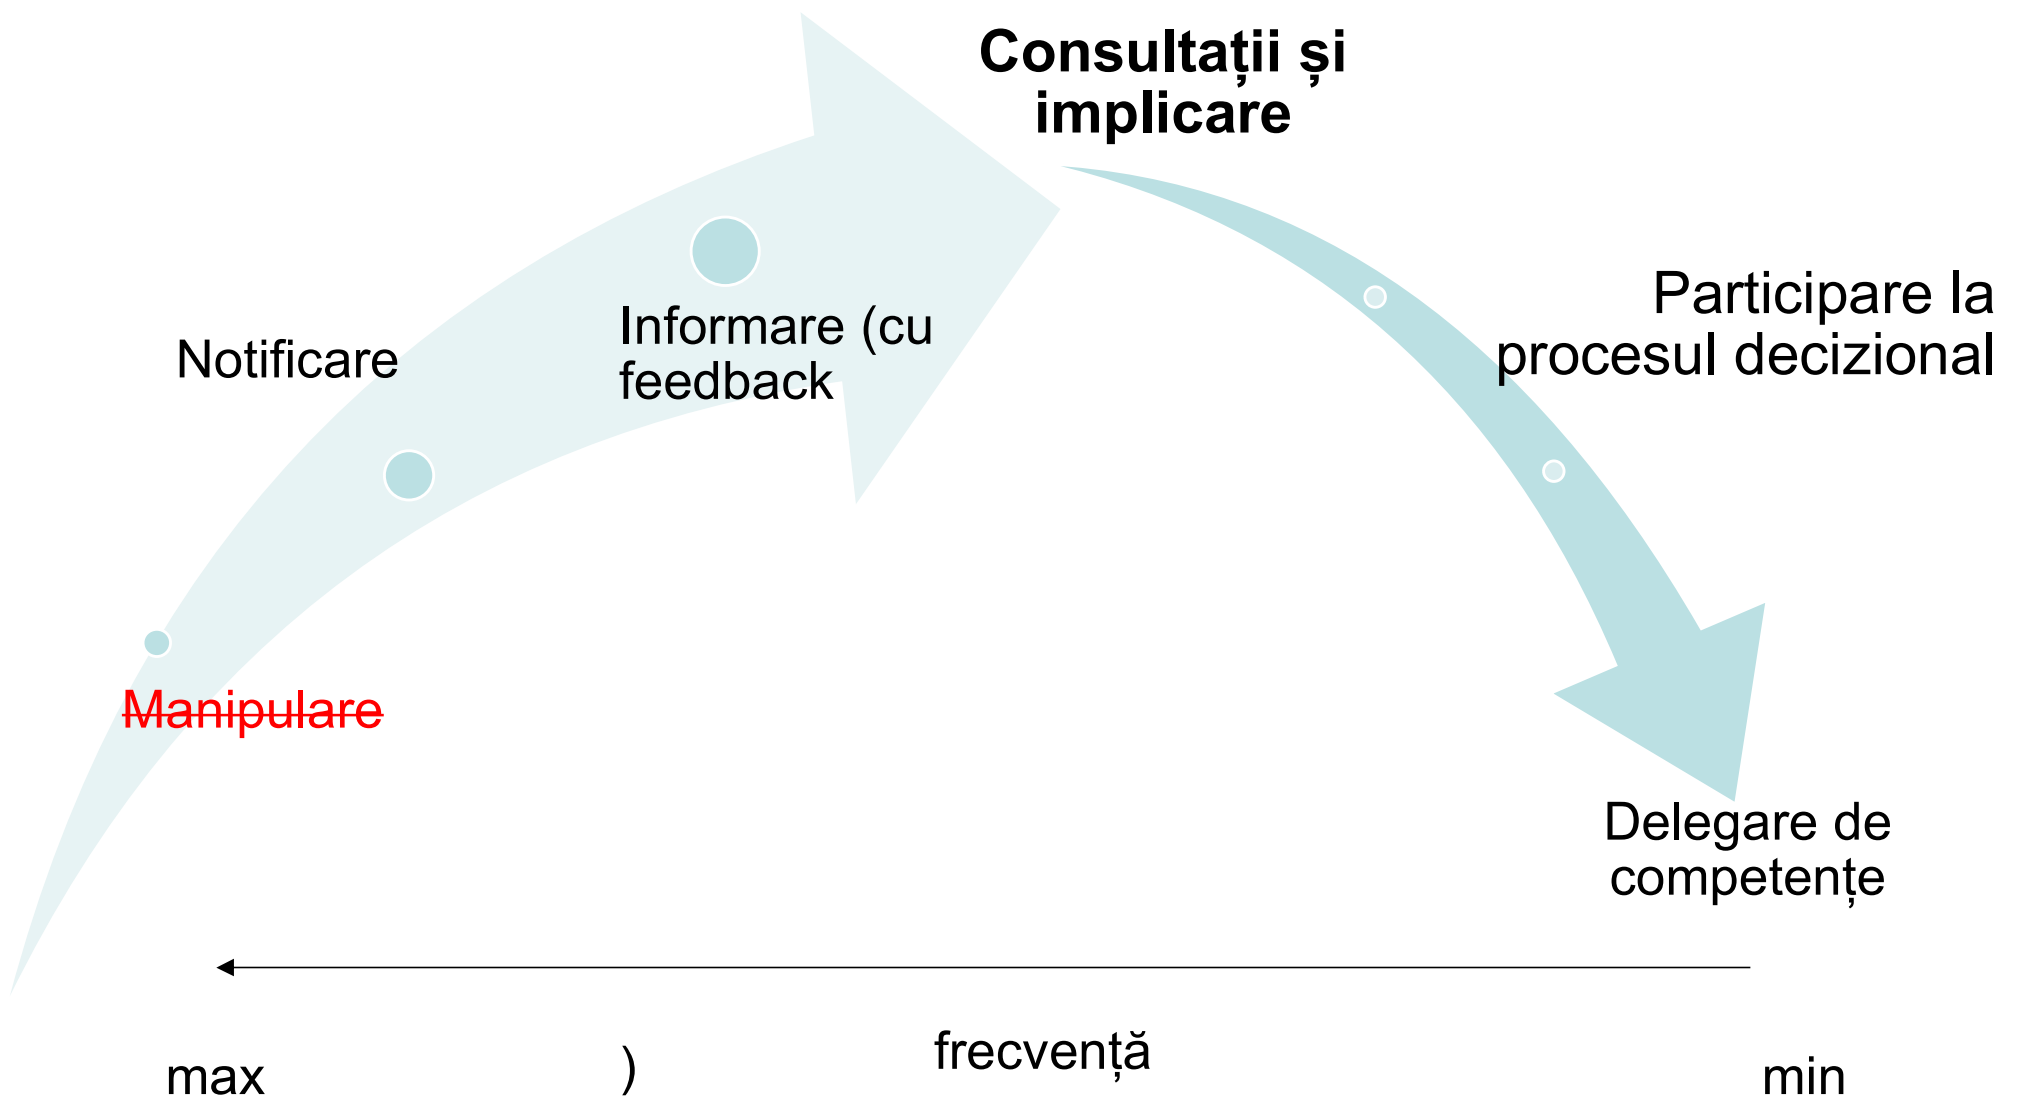 Consultații și
implicare
Participare la
procesul decizional
Informare (cu
feedback
Notificare
Manipulare
Delegare de
competențe
frecvență
max
)
min